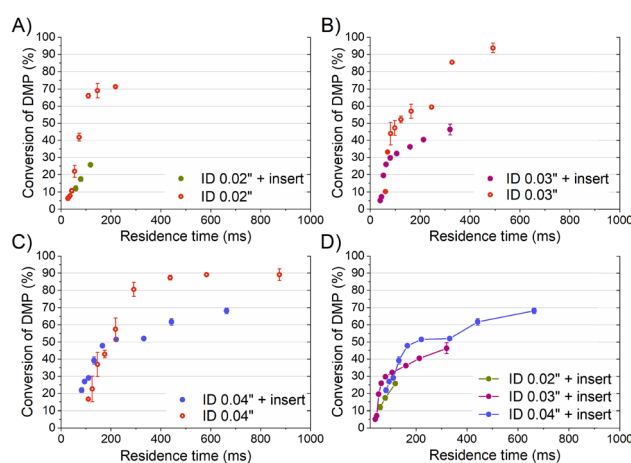 A)
Conversion of DMP (%)
100
90
80
70
60
50
40
30
20
10
0
ID 0.02" + insert
ID 0.02"
0 200 400 600 800 1000
Residence time (ms)
B)
Conversion of DMP (%)
100
90
80
70
60
50
40
30
20
10
0
ID 0.03" + insert
ID 0.03"
0 200 400 600 800 1000
Residence time (ms)
C)
Conversion of DMP (%)
100
90
80
70
60
50
40
30
20
10
0
ID 0.04" + insert
ID 0.04"
0 200 400 600 800 1000
Residence time (ms)
D)
Conversion of DMP (%)
100
90
80
70
60
50
40
30
20
10
0
ID 0.02" + insert
ID 0.03" + insert
ID 0.04" + insert
0 200 400 600 800 1000
Residence time (ms)